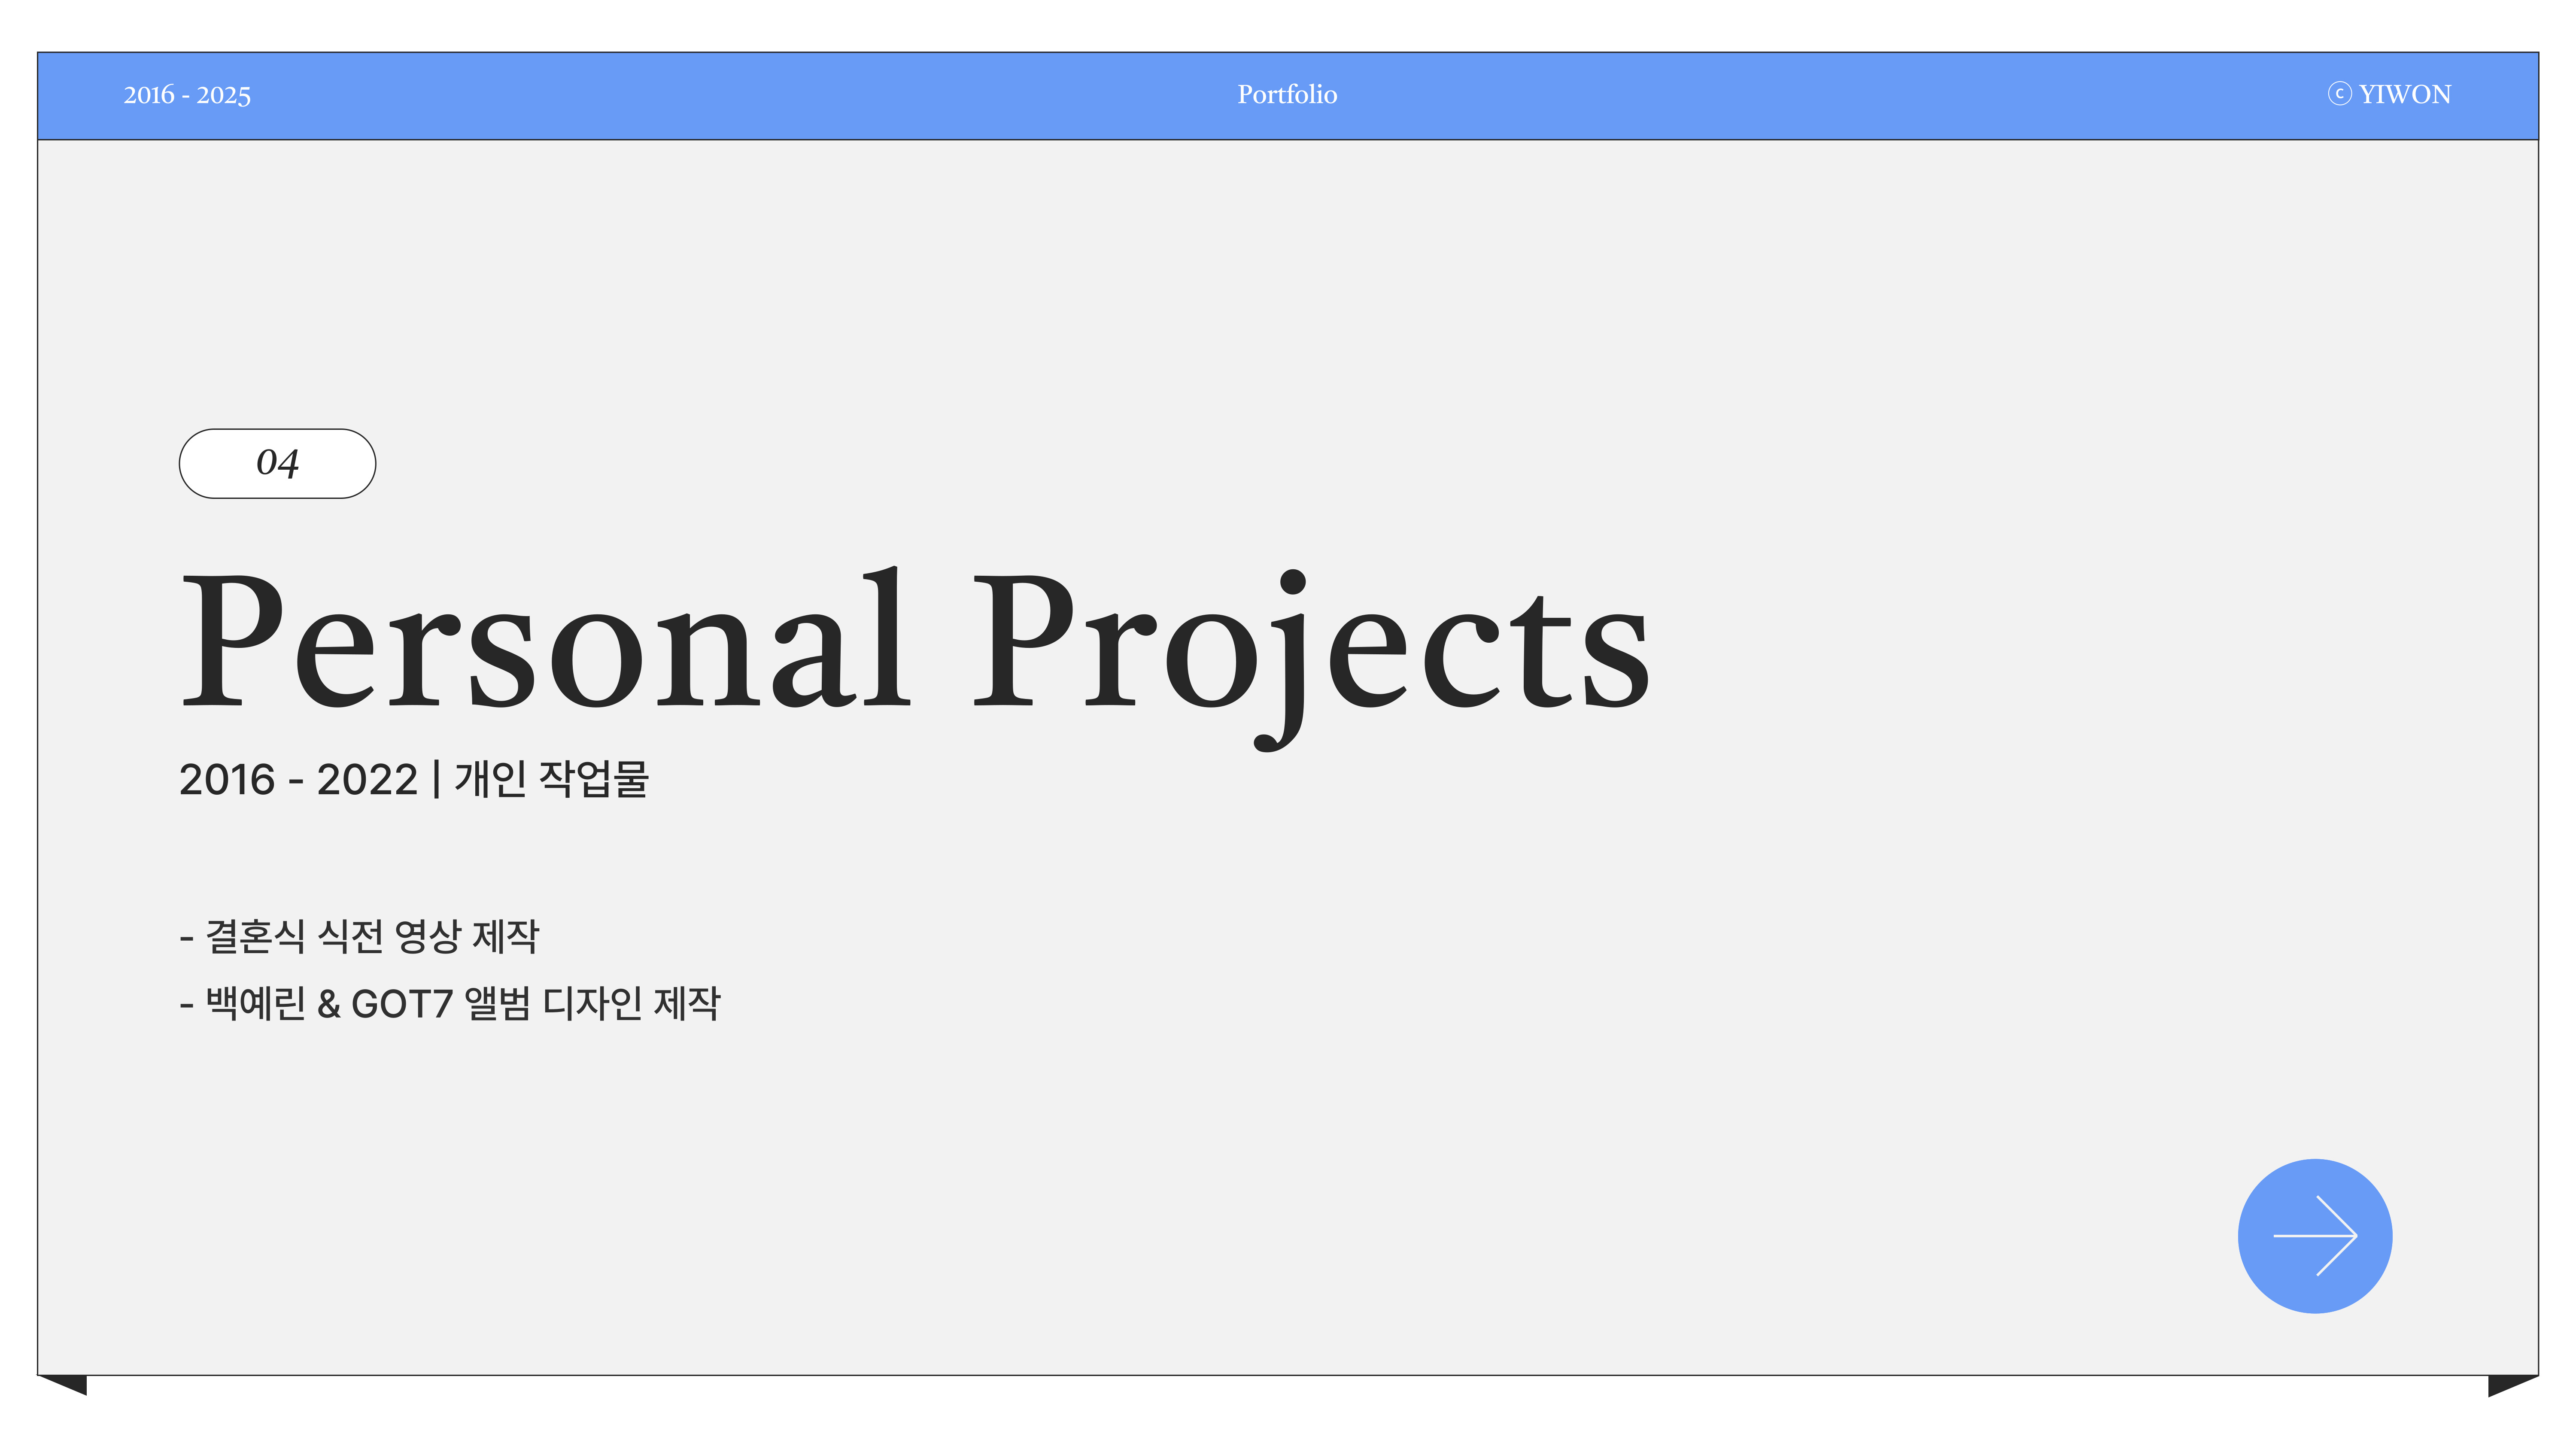 2016 - 2025
Portfolio
ⓒ YIWON
04
Personal Projects
2016 - 2022 | 개인 작업물
- 결혼식 식전 영상 제작
- 백예린 & GOT7 앨범 디자인 제작